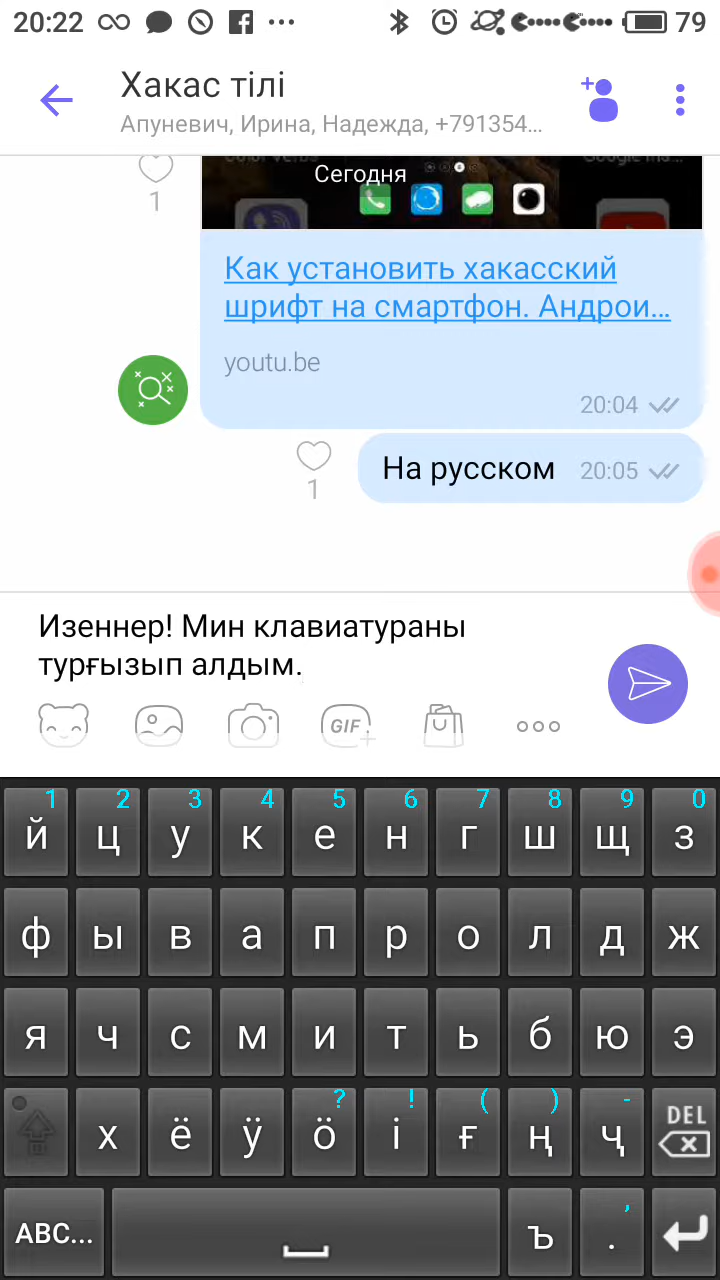 20:22
79
Хакас тілі
Апуневич, Ирина, Надежда, +791354...
Сегодня
1
Как установить хакасский
шрифт на смартфон. Андрои...
youtu.be
20:04
На русском 20:05
1
Изеннер! Мин клавиатураны
турғызып алдым.
GIF
1 2 3 4 5 6 7 8 9 0
й ц у к е н г ш щ з
ф ы в а п р о л д ж
я ч с м и т ь б ю э
? ! ( ) -
х ё ӱ ö і ғ ң ҷ DEL
ABC... ъ . ,